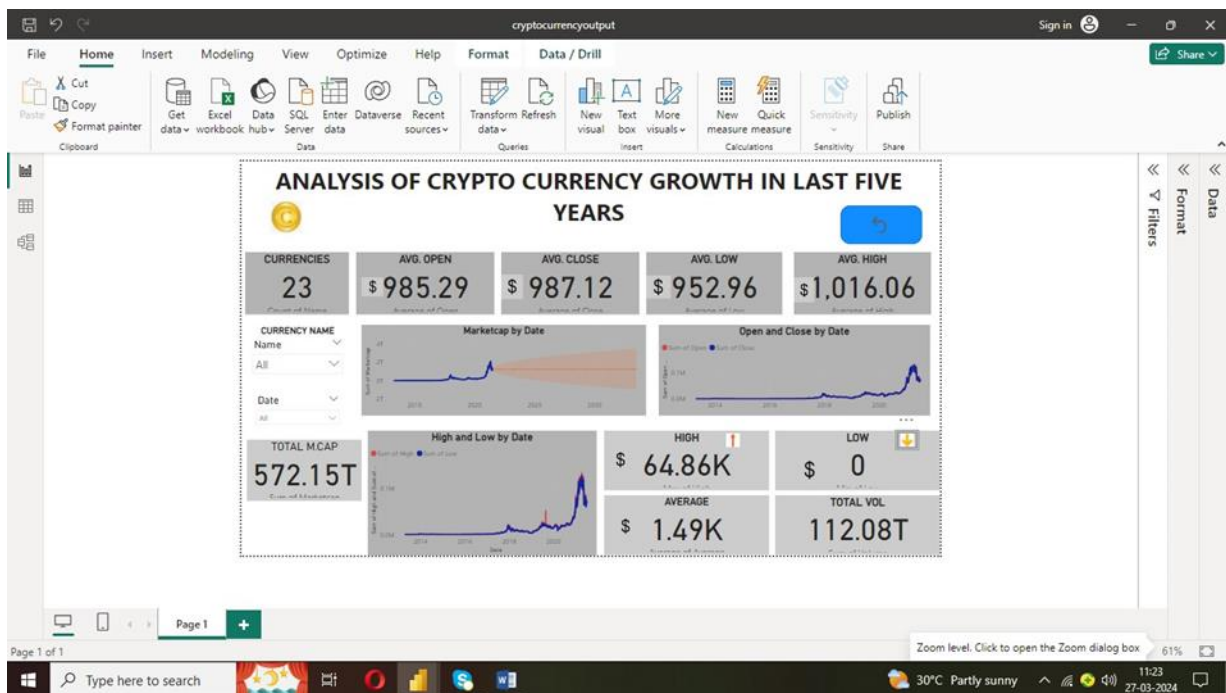 cryptocurrencyoutput
Sign in
File Home Insert Modeling View Optimize Help Format Data / Drill
Share
Paste
Cut
Copy
Format painter
Clipboard
Get data
Excel workbook
Data hub
SQL Server
Enter data
Dataverse
Recent sources
Data
Transform data
Refresh
Queries
New visual
Text box
More visuals
Insert
New measure
Quick measure
Calculations
Sensitivity
Sensitivity
Publish
Share
Filters
Format
Data
ANALYSIS OF CRYPTO CURRENCY GROWTH IN LAST FIVE
YEARS
CURRENCIES
23
AVG. OPEN
$ 985.29
AVG. CLOSE
$ 987.12
AVG. LOW
$ 952.96
AVG. HIGH
$ 1,016.06
CURRENCY NAME
Name
All
Date
All
Marketcap by Date
Open and Close by Date
TOTAL M.CAP
572.15T
High and Low by Date
HIGH
$ 64.86K
LOW
$ 0
AVERAGE
$ 1.49K
TOTAL VOL
112.08T
Page 1
Page 1 of 1
Zoom level. Click to open the Zoom dialog box
61%
Type here to search
30°C Partly sunny
11:23
27-03-2024